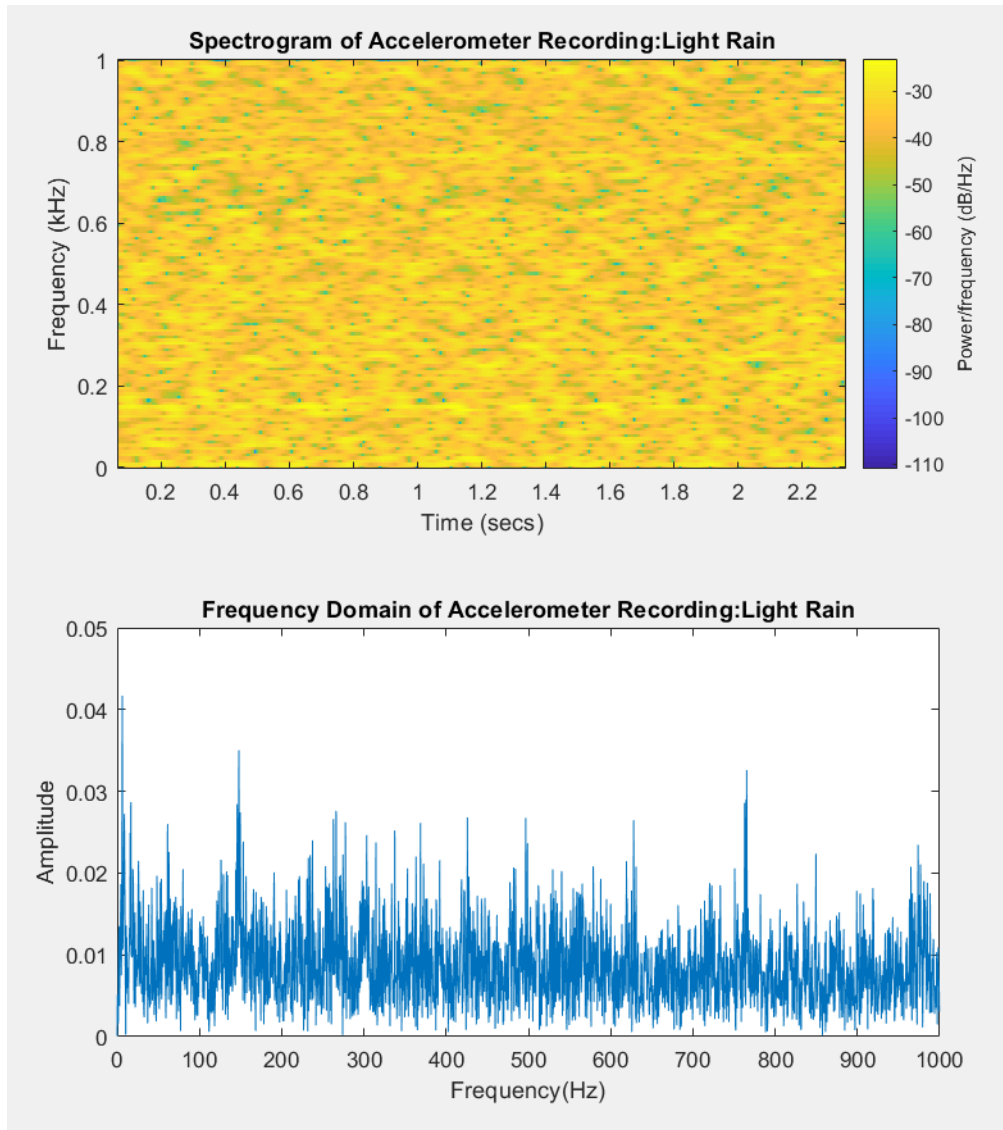 Spectrogram of Accelerometer Recording:Light Rain
1
0.8
0.6
0.4
0.2
0
Frequency (kHz)
0.2 0.4 0.6 0.8 1 1.2 1.4 1.6 1.8 2 2.2
Time (secs)
-30
-40
-50
-60
-70
-80
-90
-100
-110
Power/frequency (dB/Hz)
Frequency Domain of Accelerometer Recording:Light Rain
0.05
0.04
0.03
0.02
0.01
0
Amplitude
0 100 200 300 400 500 600 700 800 900 1000
Frequency(Hz)